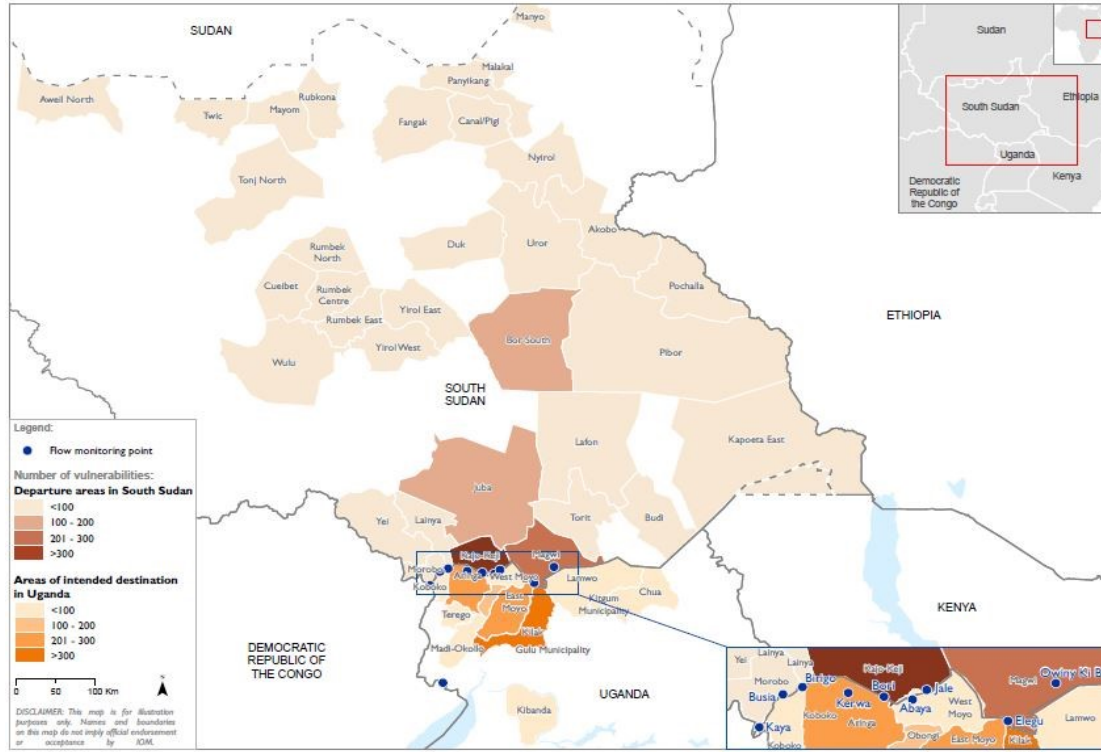 SUDAN
Manyo
Malakal
Panyikang
Rubkona
Mayom
Aweil North
Twic
Fangak
Canal/Pigi
Nyirol
Tonj North
Akobo
Duk
Uror
Rumbek
North
Cueibet
Rumbek
Centre
Pochalla
Yirol East
Rumbek East
Yirol West
Wulu
Bor South
Pibor
ETHIOPIA
SOUTH
SUDAN
Lafon
Kapoeta East
Juba
Yei
Lainya
Torit
Budi
Kajo-Keji
Magwi
Morobo
Koboko
Aringa
West Moyo
Lamwo
Chua
Kitgum
Municipality
East
Moyo
Terego
Kilak
Madi-Okollo
Gulu Municipality
DEMOCRATIC
REPUBLIC OF
THE CONGO
UGANDA
KENYA
Kibanda
Sudan
South Sudan
Ethiopia
Uganda
Kenya
Democratic
Republic of
the Congo
Legend:
Flow monitoring point
Number of vulnerabilities:
Departure areas in South Sudan
<100
100 - 200
201 - 300
>300
Areas of intended destination
in Uganda
<100
100 - 200
201 - 300
>300
0 50 100 Km
N
DISCLAIMER: This map is for illustration
purposes only. Names and boundaries
on this map do not imply official endorsement
or acceptance by IOM.
Yei
Lainya
Lainya
Kajo-Keji
Morobo
Birigo
Busia
Kerwa
Bori
Jale
Abaya
Magwi
Owiny Ki B
Kaya
Koboko
Koboko
Aringa
West
Moyo
Obongi
East Moyo
Elegu
Kilak
Lamwo